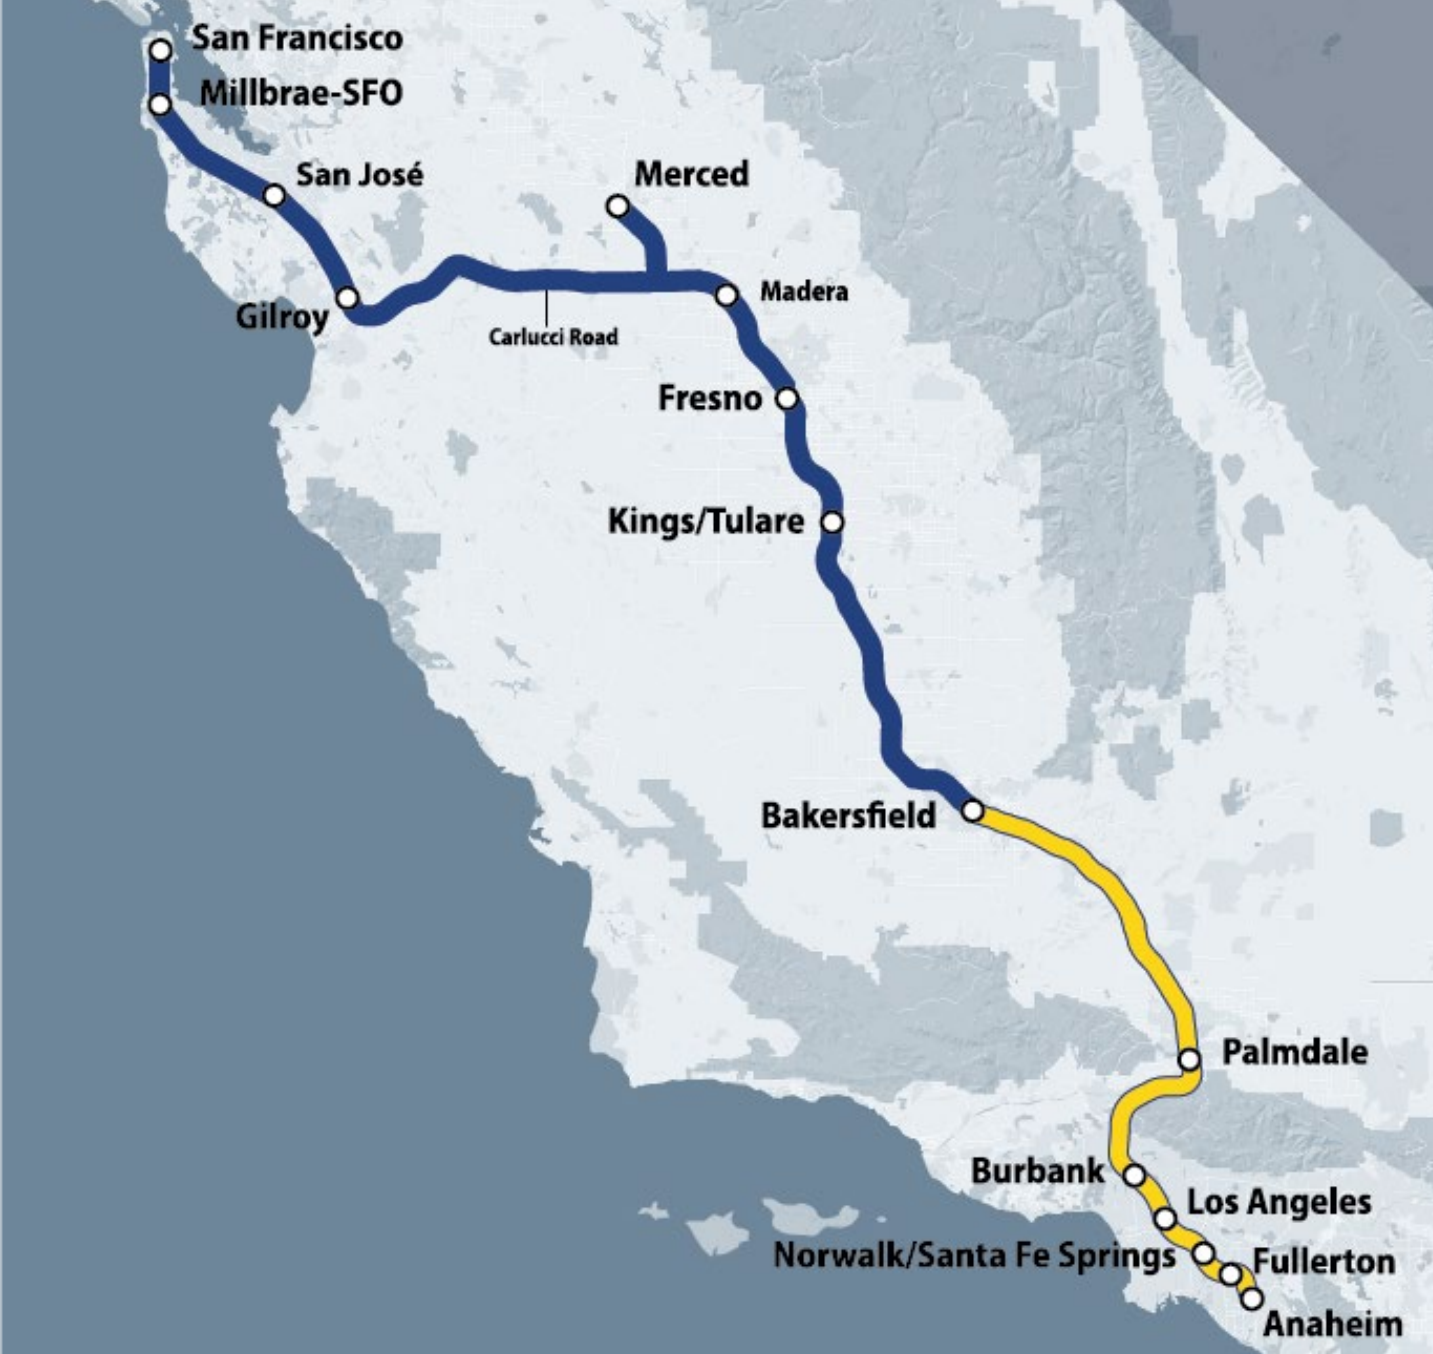 San Francisco
Millbrae-SFO
San José
Merced
Gilroy
Madera
Carlucci Road
Fresno
Kings/Tulare
Bakersfield
Palmdale
Burbank
Los Angeles
Norwalk/Santa Fe Springs
Fullerton
Anaheim